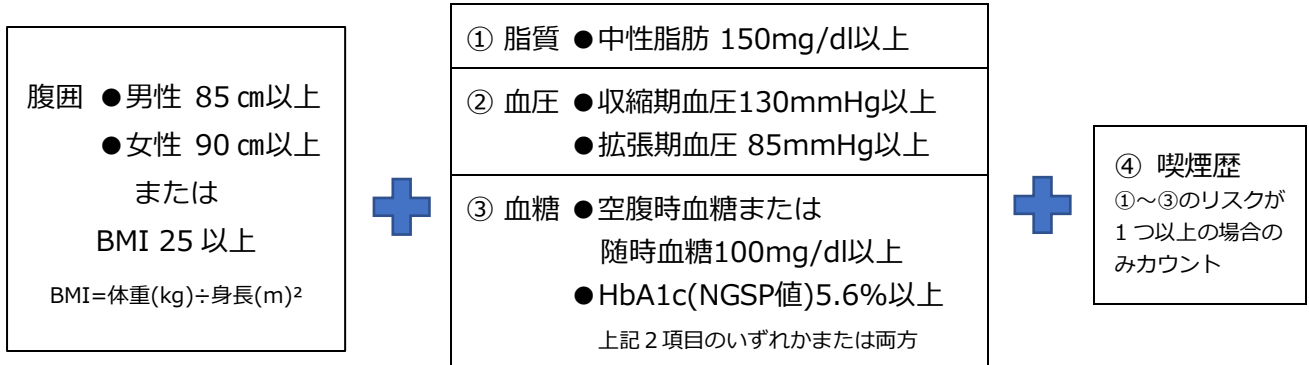 腹囲 ●男性 85 ㎝以上
●女性 90 ㎝以上
または
BMI 25 以上
BMI=体重(kg)÷身長(m)²
① 脂質 ●中性脂肪 150mg/dl以上
② 血圧 ●収縮期血圧130mmHg以上
●拡張期血圧 85mmHg以上
③ 血糖 ●空腹時血糖または
随時血糖100mg/dl以上
●HbA1c(NGSP値)5.6%以上
上記２項目のいずれかまたは両方
④ 喫煙歴
①～③のリスクが
1 つ以上の場合の
みカウント